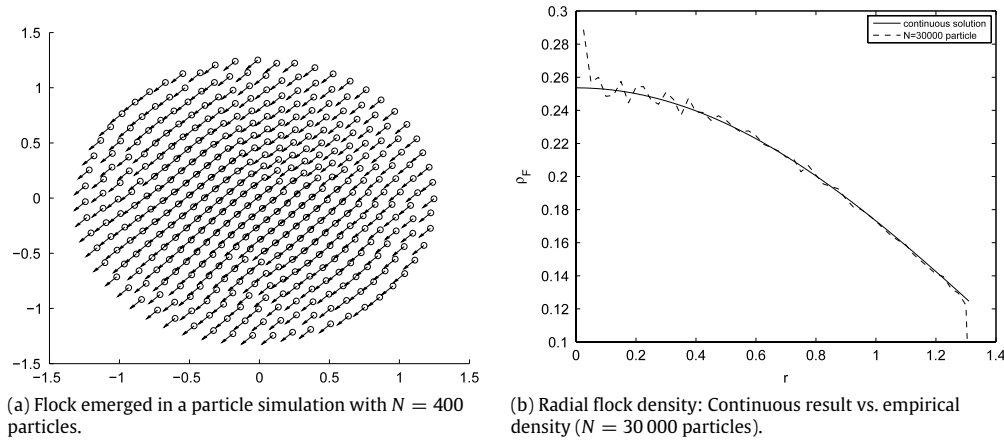 1.5
1
0.5
0
−0.5
−1
−1.5
−1.5 −1 −0.5 0 0.5 1 1.5
(a) Flock emerged in a particle simulation with N = 400
particles.
0.3
0.28
0.26
0.24
0.22
0.2
0.18
0.16
0.14
0.12
0.1
ρF
continuous solution
N=30000 particle
0 0.2 0.4 0.6 0.8 1 1.2 1.4
r
(b) Radial flock density: Continuous result vs. empirical
density (N = 30 000 particles).